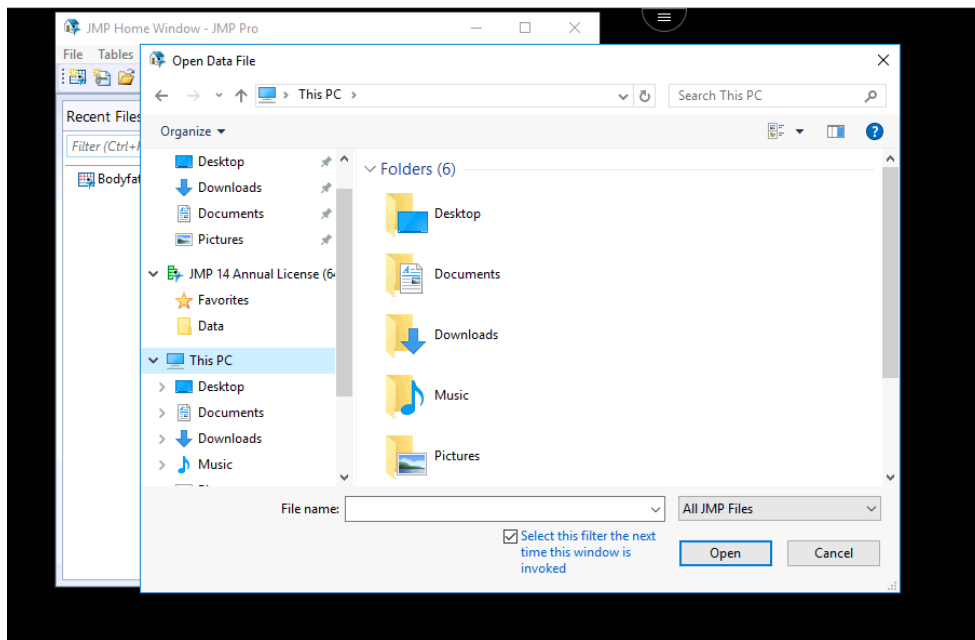 JMP Home Window - JMP Pro
File Tables
Open Data File
This PC
Search This PC
Recent Files
Organize
Filter (Ctrl+F
Bodyfat
Desktop
Downloads
Documents
Pictures
JMP 14 Annual License (6
Favorites
Data
This PC
Desktop
Documents
Downloads
Music
Folders (6)
Desktop
Documents
Downloads
Music
Pictures
File name:
All JMP Files
Select this filter the next
time this window is
invoked
Open
Cancel